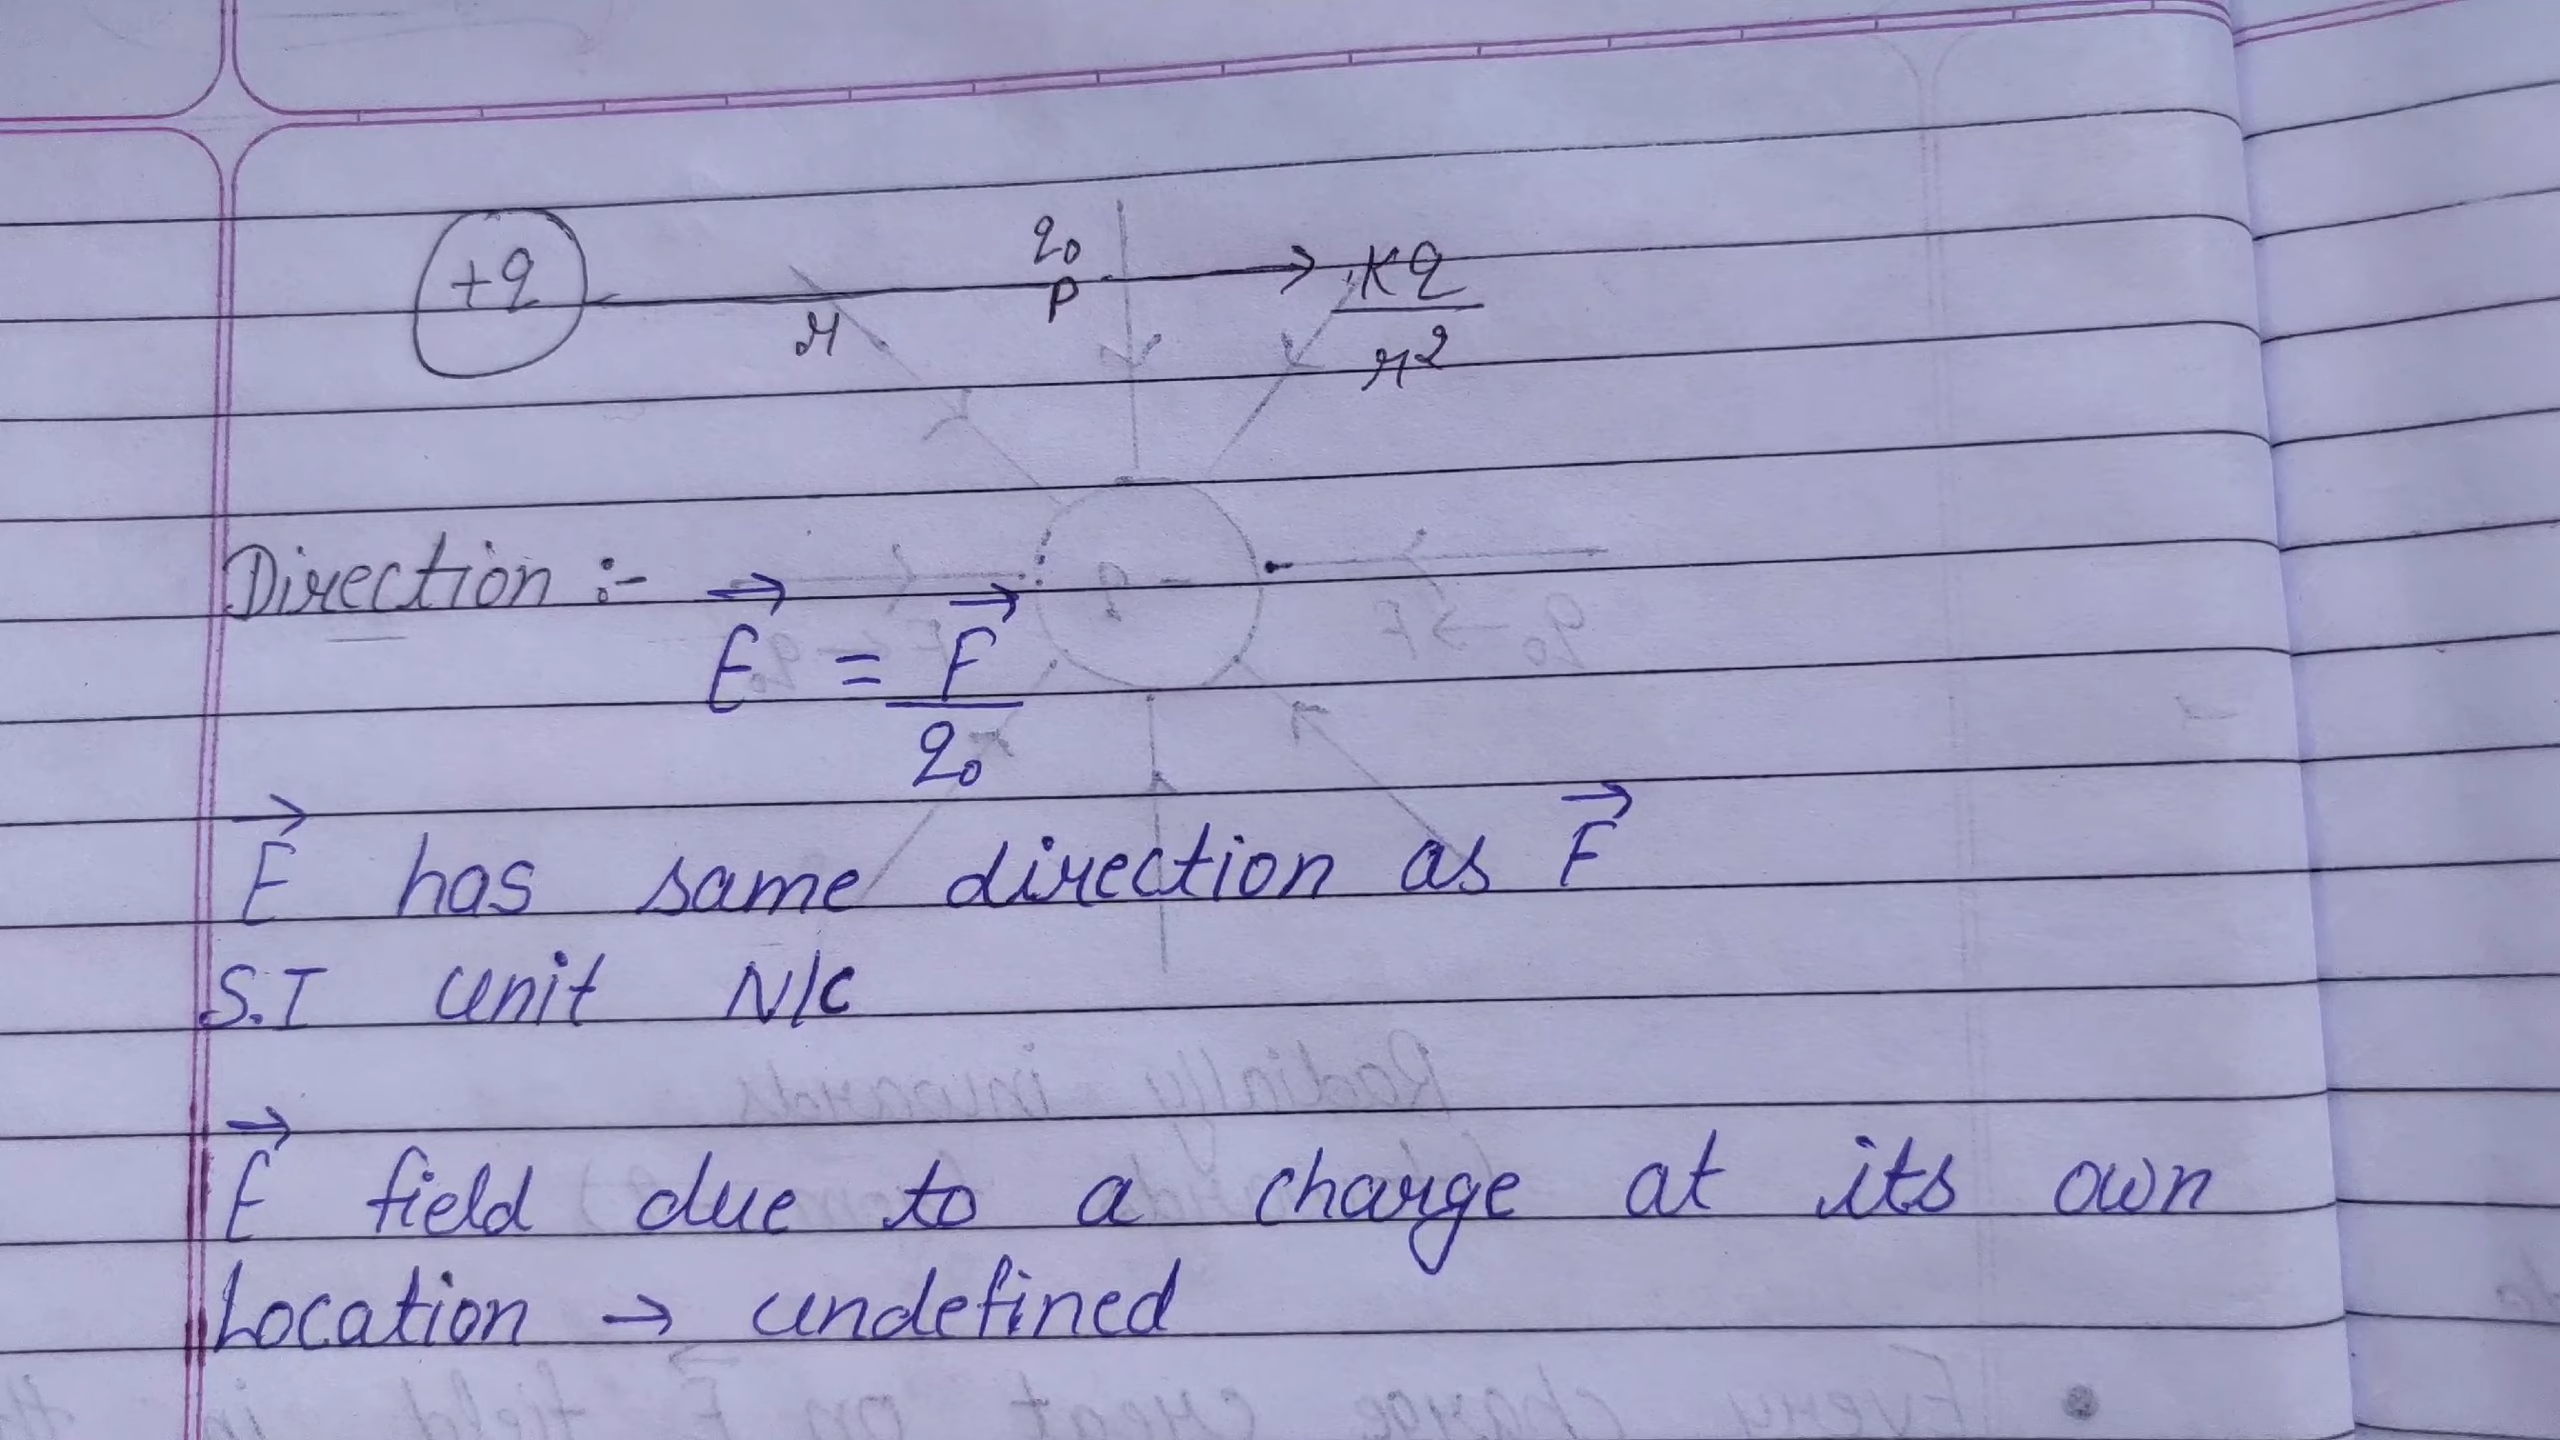 +q r q₀ P Kq/r²
Direction :- E⃗ = F⃗/q₀
E⃗ has same direction as F⃗
S.I unit N/C
E⃗ field due to a charge at its own
Location → undefined